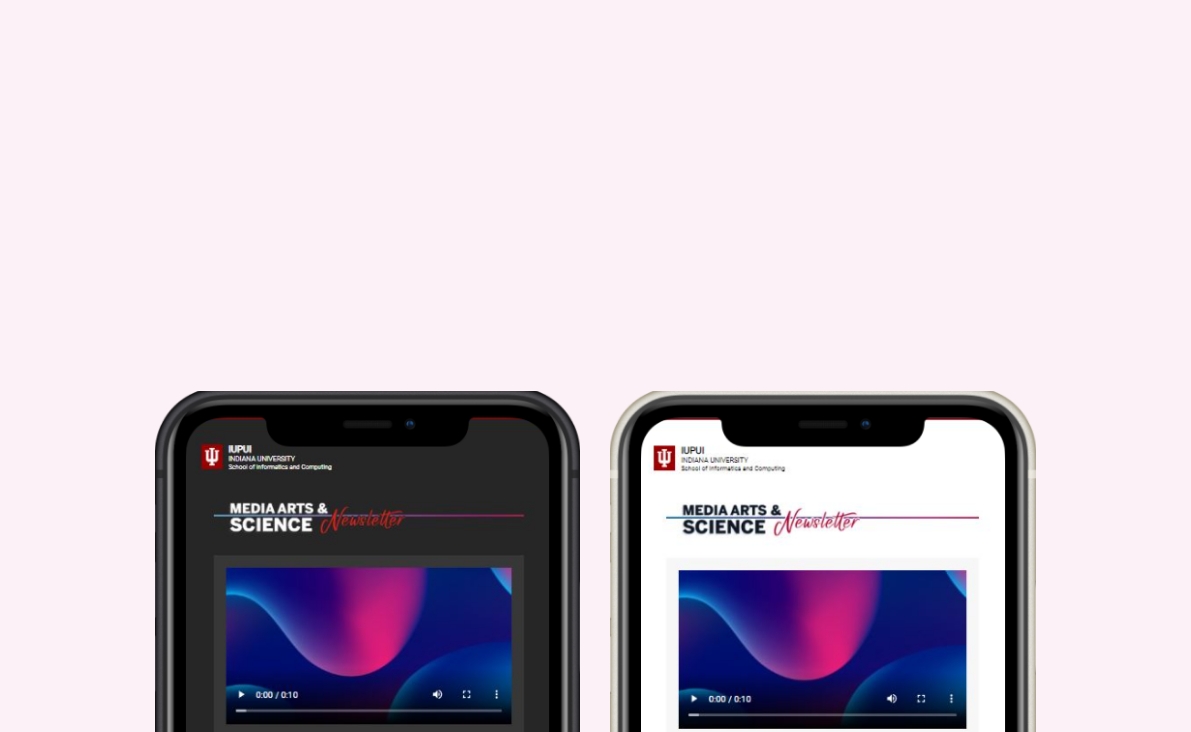 IUPUI
INDIANA UNIVERSITY
School of Informatics and Computing
MEDIA ARTS &
SCIENCE Newsletter
0:00 / 0:10
IUPUI
INDIANA UNIVERSITY
School of Informatics and Computing
MEDIA ARTS &
SCIENCE Newsletter
0:00 / 0:10